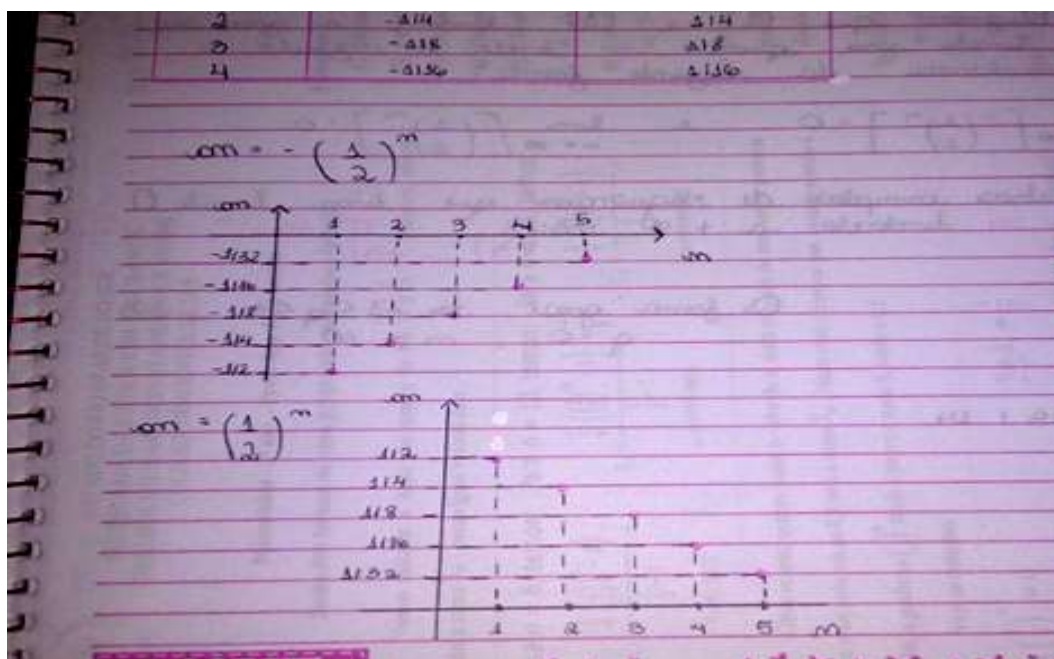 2 -1/4 1/4
3 -1/8 1/8
4 -1/16 1/16
an = - (1/2)^n
an
1 2 3 4 5
n
-1/32
-1/16
-1/8
-1/4
-1/2
an = (1/2)^n
an
1/2
1/4
1/8
1/16
1/32
1 2 3 4 5 n